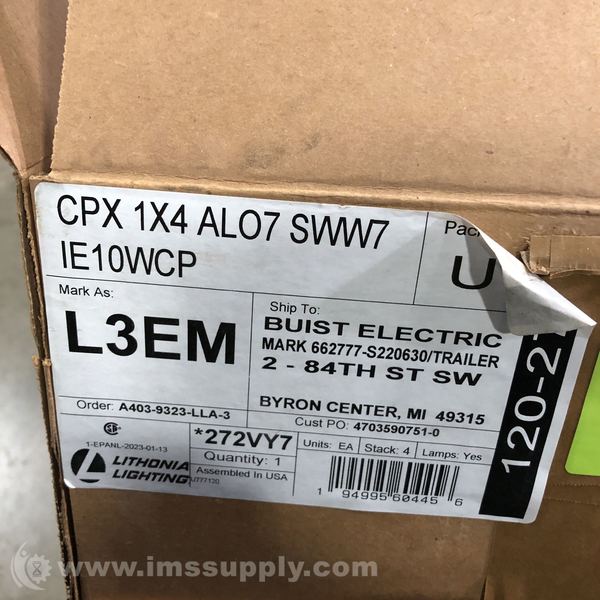 CPX 1X4 ALO7 SWW7
IE10WCP
U
Mark As:
L3EM
Ship To:
BUIST ELECTRIC
MARK 662777-S220630/TRAILER
2 - 84TH ST SW
BYRON CENTER, MI 49315
Order: A403-9323-LLA-3
Cust PO: 4703590751-0
1-EPANL-2023-01-13
*272VY7
Units: EA
Stack: 4
Lamps: Yes
Quantity: 1
LITHONIA
LIGHTING
Assembled In USA
U777120
1 94995 60445 6
www.imssupply.com